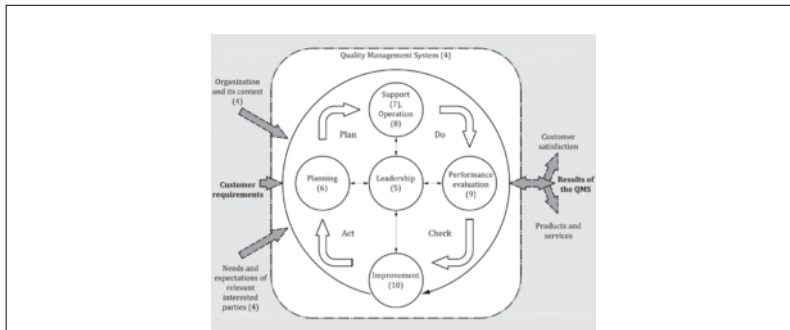 Quality Management System (4)
Organization
and its context
(4)
Support
(7),
Operation
(8)
Plan
Do
Customer
satisfaction
Customer
requirements
Planning
(6)
Leadership
(5)
Performance
evaluation
(9)
Results of
the QMS
Act
Check
Products and
services
Needs and
expectations of
relevant
interested
parties (4)
Improvement
(10)